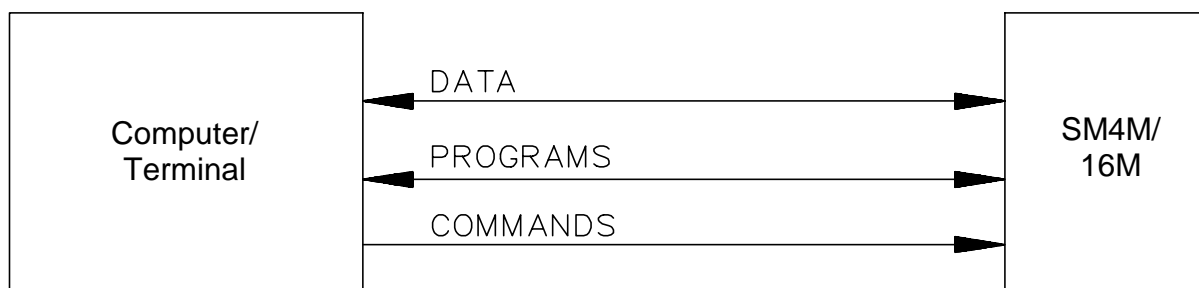 Computer/
Terminal
DATA
PROGRAMS
COMMANDS
SM4M/
16M